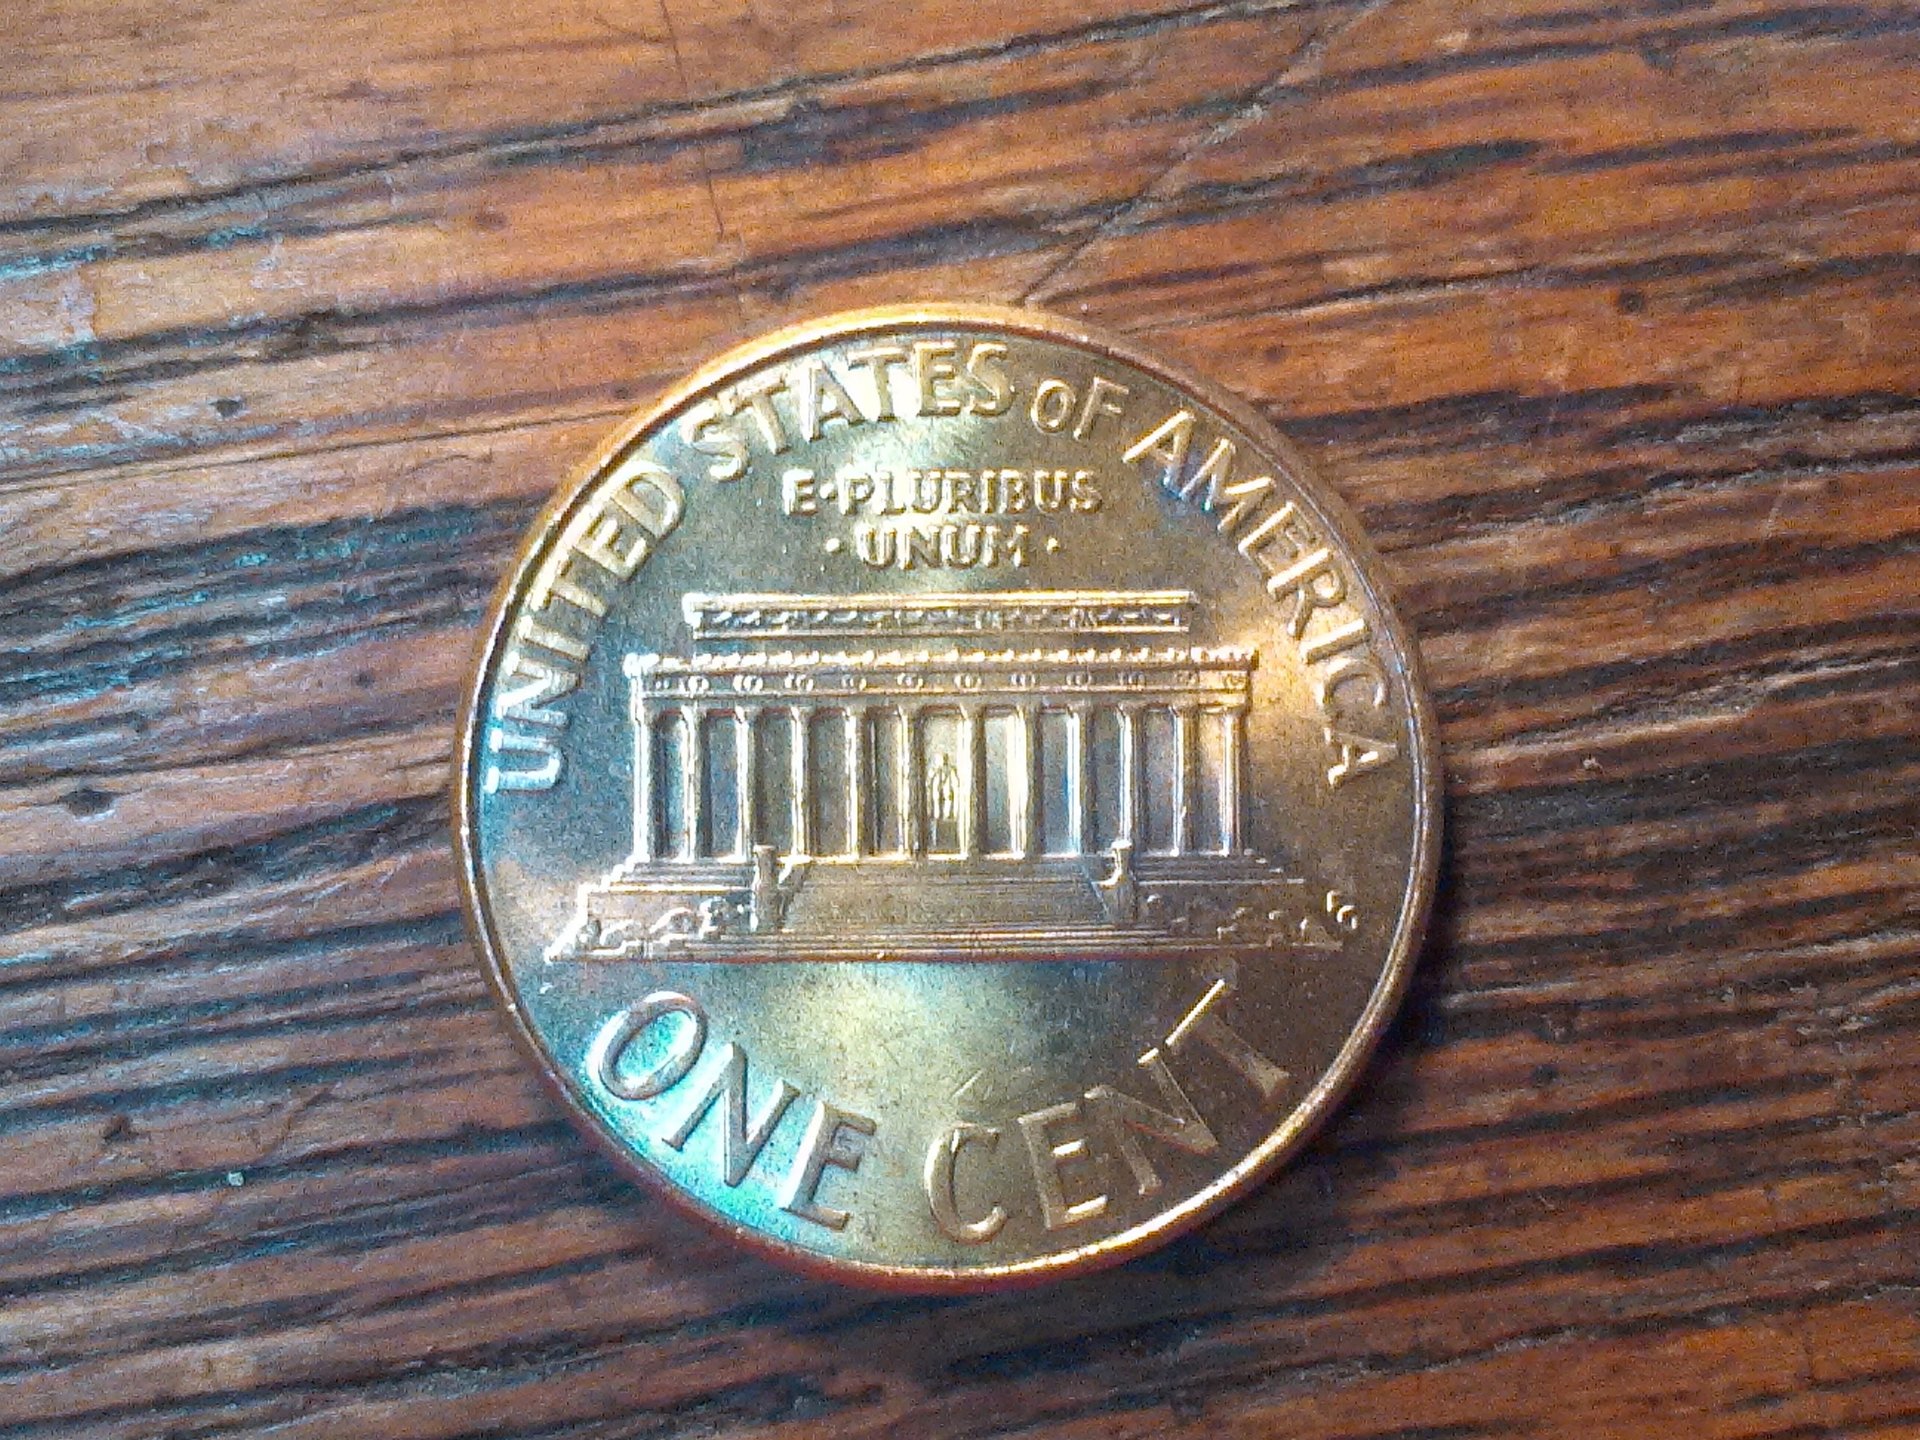 UNITED STATES OF AMERICA
E·PLURIBUS
·UNUM·
ONE CENT